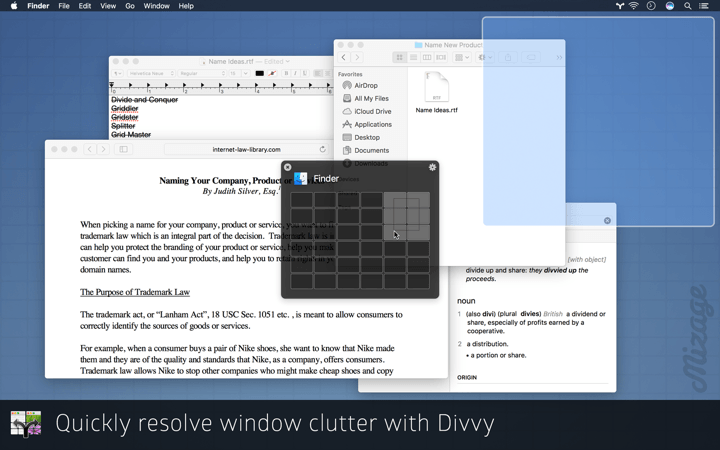 Finder File Edit View Go Window Help
Name Ideas.rtf — Edited
Helvetica Neue Regular
B I U
0 1 2 3 4 5 6
Divide and Conquer
Griddler
Gridster
Splitter
Grid Master
Name New Product
Favorites
AirDrop
All My Files
iCloud Drive
Applications
Desktop
Documents
Downloads
RTF
Name Ideas.rtf
internet-law-library.com
Naming Your Company, Product or
By Judith Silver, Esq.
When picking a name for your company, product or service, you
trademark law which is an integral part of the decision. Trademark law is a
can help you protect the branding of your product or service, help you
customer can find you and your products, and help you to
domain names.
The Purpose of Trademark Law
The trademark act, or “Lanham Act”, 18 USC Sec. 1051 etc. , is meant to allow consumers to
correctly identify the sources of goods or services.
For example, when a consumer buys a pair of Nike shoes, she want to know that Nike made
them and they are of the quality and standards that Nike, as a company, offers consumers.
Trademark law allows Nike to stop other companies who might make cheap shoes and copy
Finder
[with object]
divide up and share: they divvied up the
proceeds.
noun
1 (also divi) (plural divies) British a dividend or
share, especially of profits earned by a
cooperative.
2 a distribution.
• a portion or share.
ORIGIN
Mizage
Quickly resolve window clutter with Divvy